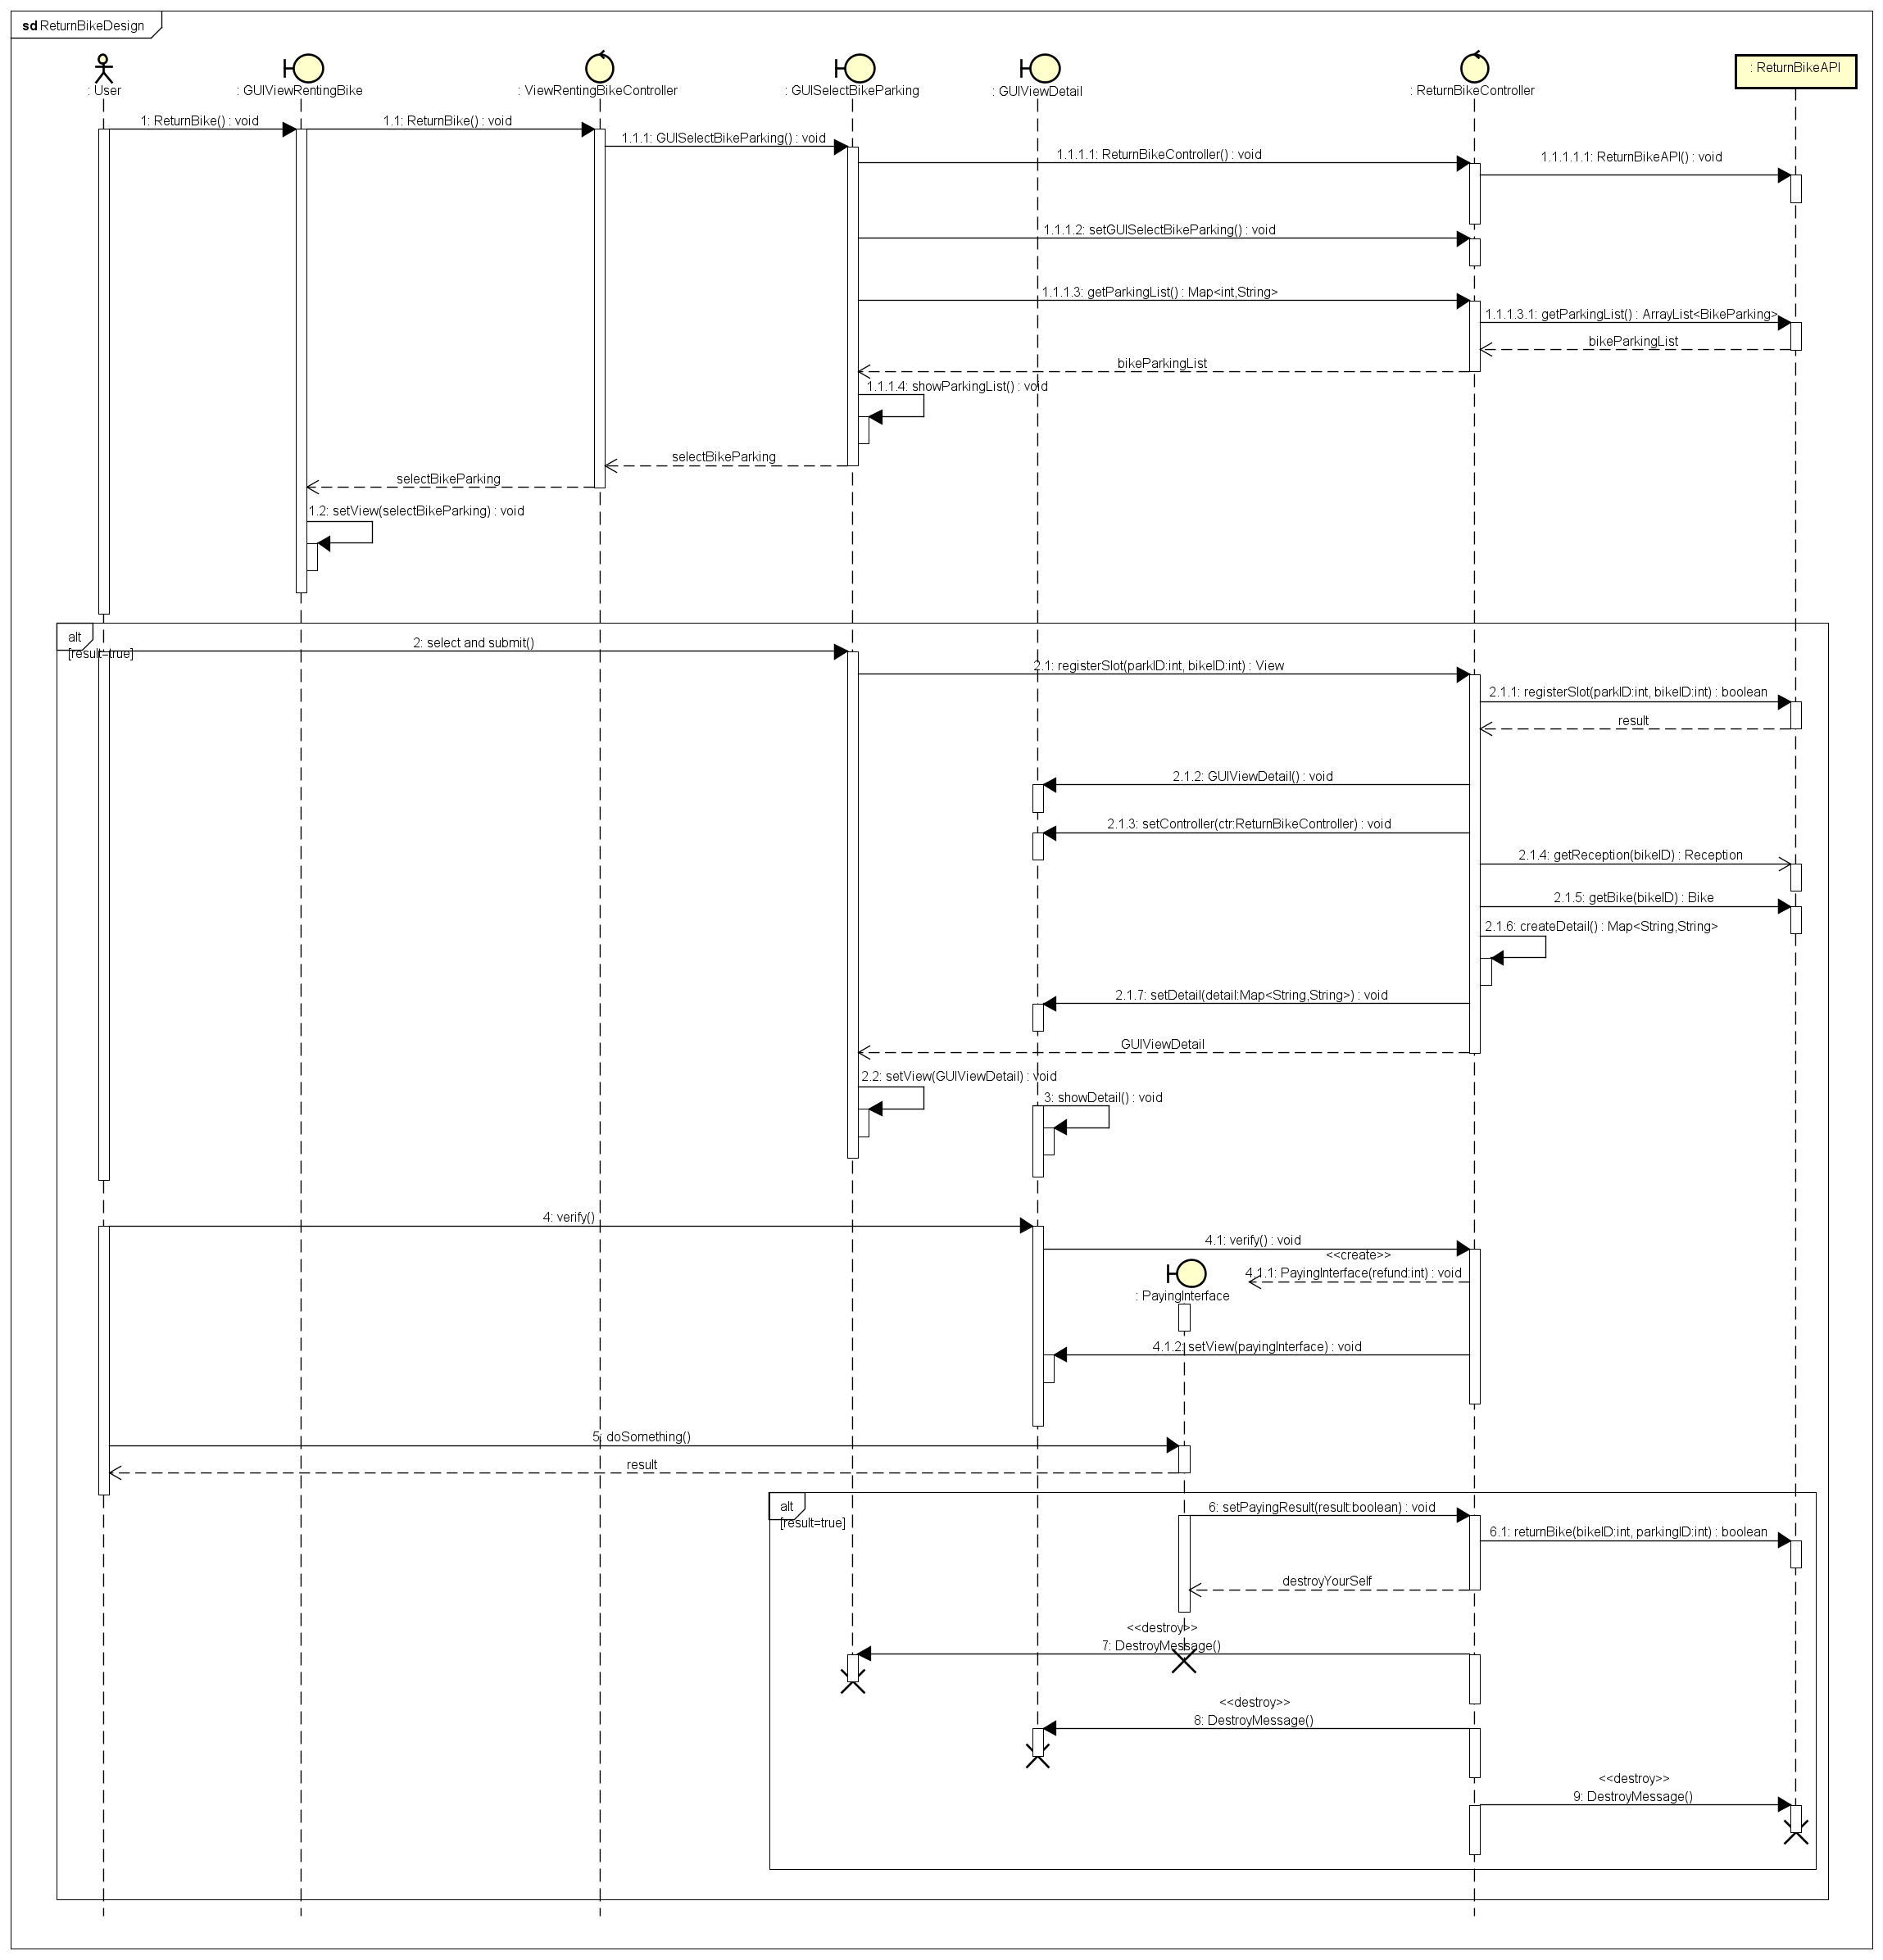 sd ReturnBikeDesign
: User
: GUIViewRentingBike
: ViewRentingBikeController
: GUISelectBikeParking
: GUIViewDetail
: ReturnBikeController
: ReturnBikeAPI
1: ReturnBike() : void
1.1: ReturnBike() : void
1.1.1: GUISelectBikeParking() : void
1.1.1.1: ReturnBikeController() : void
1.1.1.1.1: ReturnBikeAPI() : void
1.1.1.2: setGUISelectBikeParking() : void
1.1.1.3: getParkingList() : Map<int,String>
1.1.1.3.1: getParkingList() : ArrayList<BikeParking>
bikeParkingList
bikeParkingList
1.1.1.4: showParkingList() : void
selectBikeParking
selectBikeParking
1.2: setView(selectBikeParking) : void
alt
[result=true]
2: select and submit()
2.1: registerSlot(parkID:int, bikeID:int) : View
2.1.1: registerSlot(parkID:int, bikeID:int) : boolean
result
2.1.2: GUIViewDetail() : void
2.1.3: setController(ctr:ReturnBikeController) : void
2.1.4: getReception(bikeID) : Reception
2.1.5: getBike(bikeID) : Bike
2.1.6: createDetail() : Map<String,String>
2.1.7: setDetail(detail:Map<String,String>) : void
GUIViewDetail
2.2: setView(GUIViewDetail) : void
3: showDetail() : void
4: verify()
4.1: verify() : void
<<create>>
4.1.1: PayingInterface(refund:int) : void
: PayingInterface
4.1.2: setView(payingInterface) : void
5: doSomething()
result
alt
[result=true]
6: setPayingResult(result:boolean) : void
6.1: returnBike(bikeID:int, parkingID:int) : boolean
destroyYourSelf
<<destroy>>
7: DestroyMessage()
<<destroy>>
8: DestroyMessage()
<<destroy>>
9: DestroyMessage()